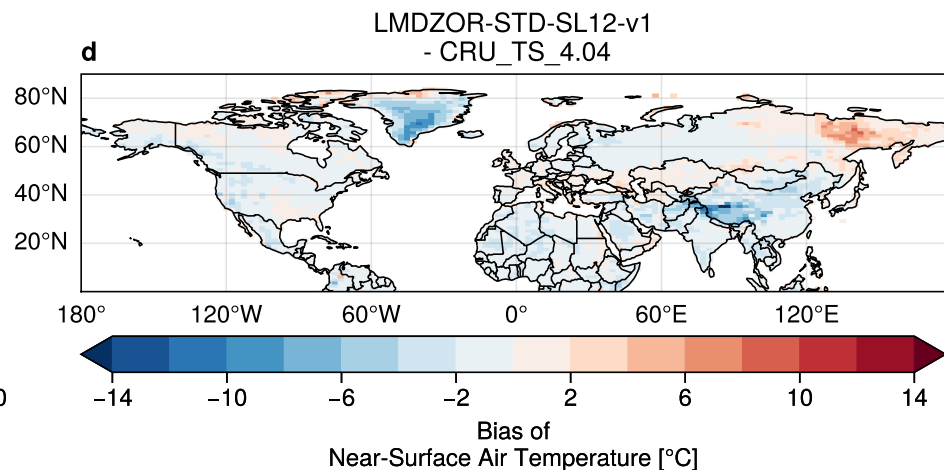 LMDZOR-STD-SL12-v1
d - CRU_TS_4.04
80°N
60°N
40°N
20°N
180° 120°W 60°W 0° 60°E 120°E
0 −14 −10 −6 −2 2 6 10 14
Bias of
Near-Surface Air Temperature [°C]